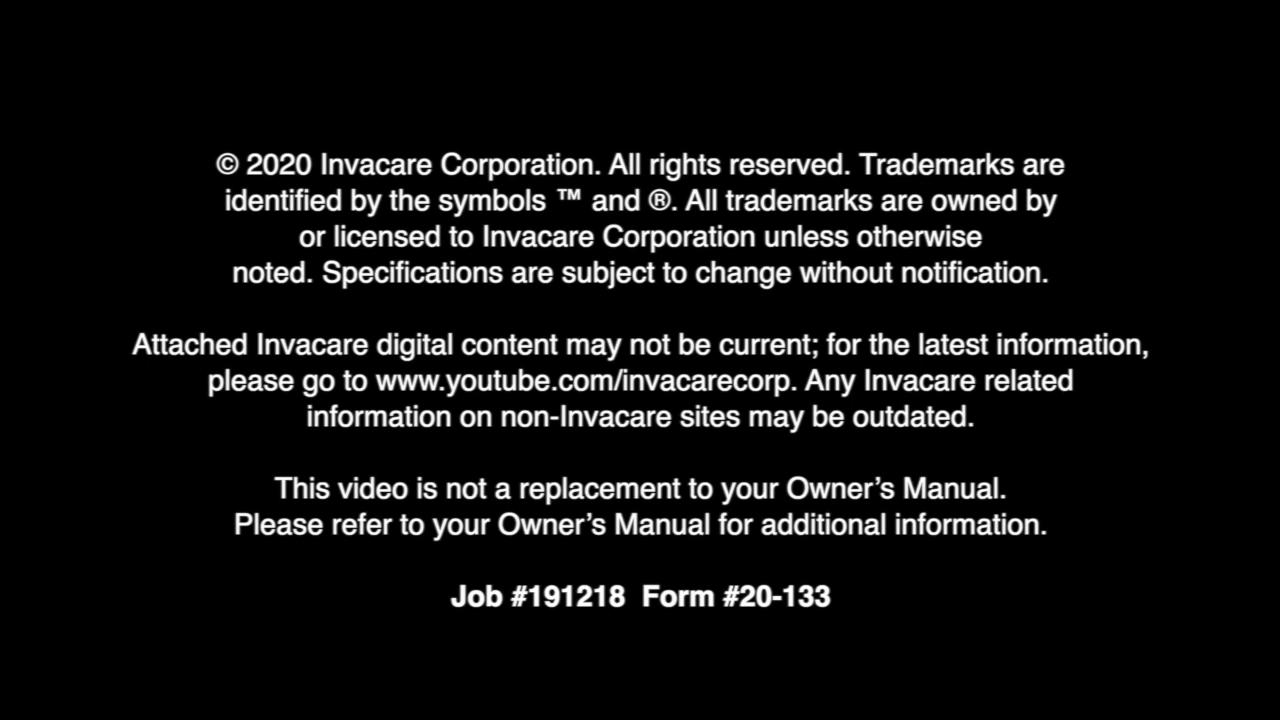 © 2020 Invacare Corporation. All rights reserved. Trademarks are
identified by the symbols ™ and ®. All trademarks are owned by
or licensed to Invacare Corporation unless otherwise
noted. Specifications are subject to change without notification.
Attached Invacare digital content may not be current; for the latest information,
please go to www.youtube.com/invacarecorp. Any Invacare related
information on non-Invacare sites may be outdated.
This video is not a replacement to your Owner’s Manual.
Please refer to your Owner’s Manual for additional information.
Job #191218  Form #20-133